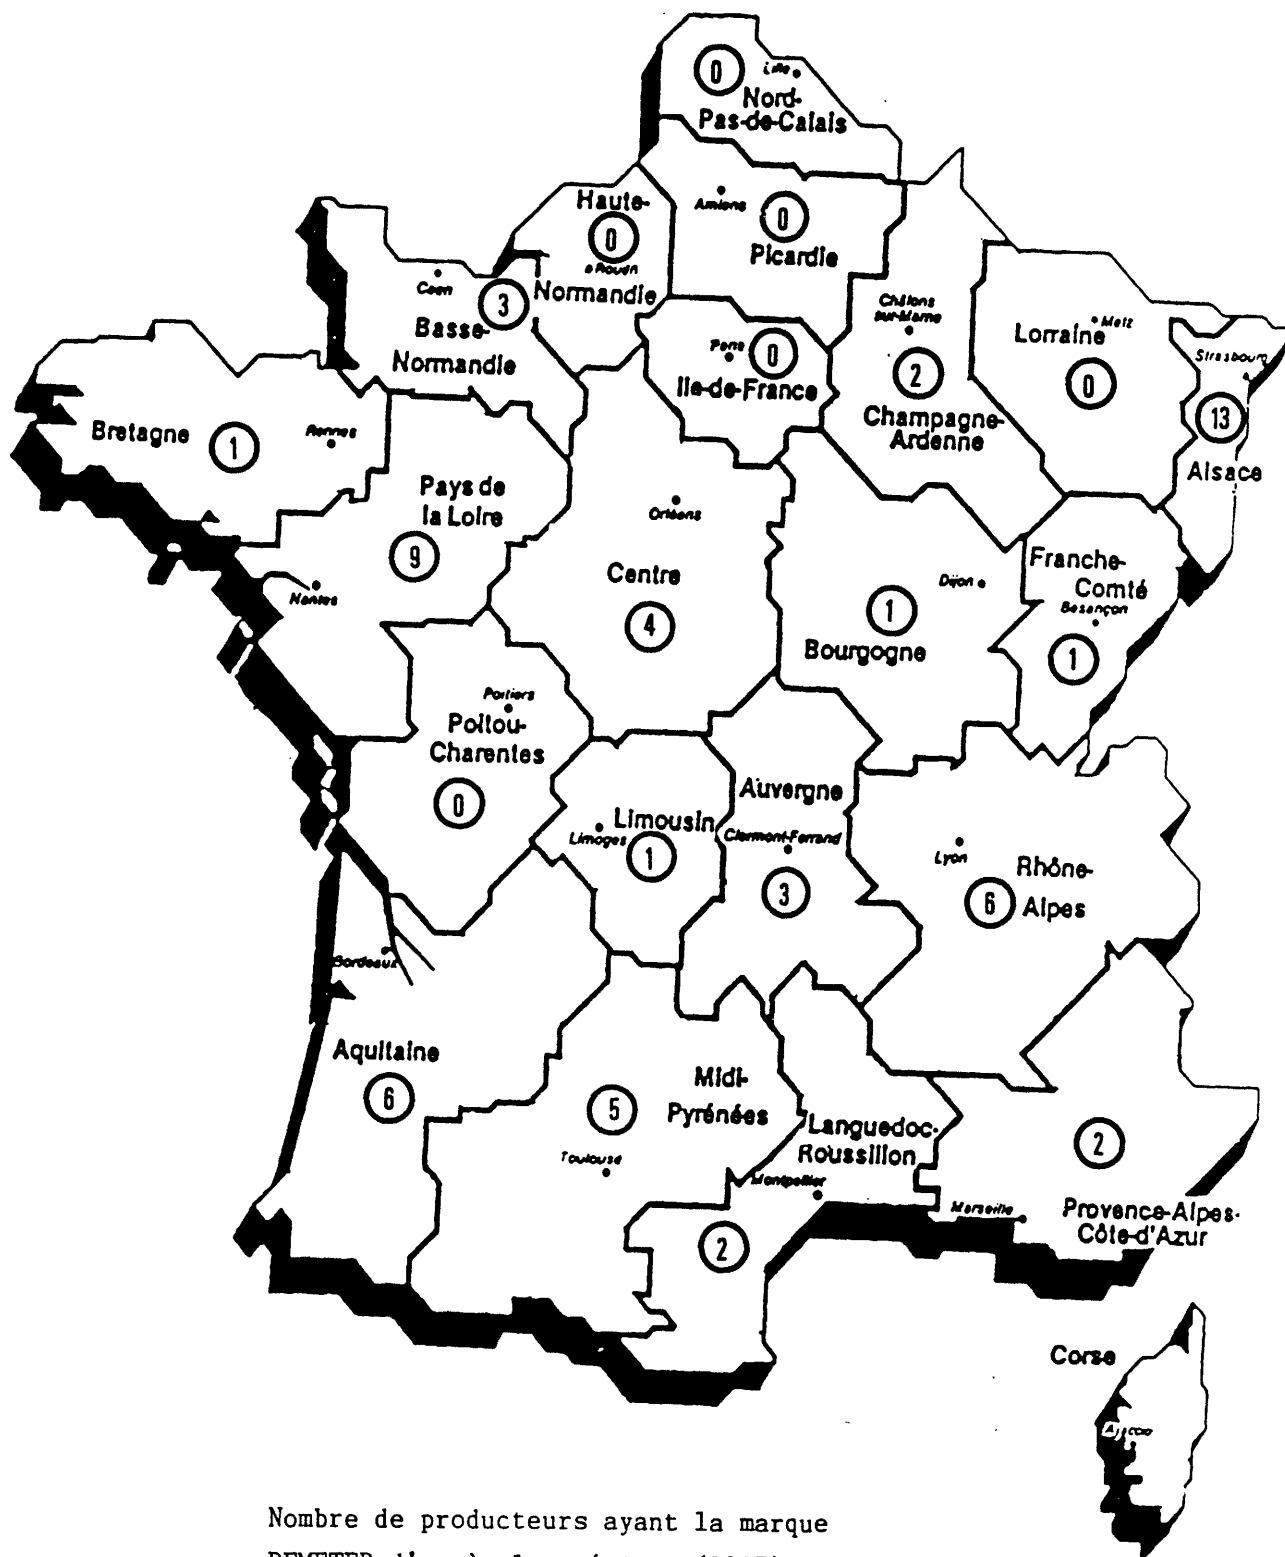 0
Lille
Nord-
Pas-de-Calais
Amiens
0
Picardie
Haute-
0
Rouen
Normandie
Caen
3
Basse-
Normandie
Paris
0
Ile-de-France
Châlons
sur-Marne
2
Champagne-
Ardenne
Metz
Lorraine
0
Strasbourg
13
Alsace
Bretagne
1
Rennes
Pays de
la Loire
9
Nantes
Orléans
Centre
4
Dijon
1
Bourgogne
Franche-
Comté
Besançon
1
Poitiers
Poitou-
Charentes
0
Limousin
Limoges
1
Auvergne
Clermont-Ferrand
3
Lyon
Rhône-
6 Alpes
Bordeaux
Aquitaine
6
Midi-
Pyrénées
5
Toulouse
Languedoc-
Roussillon
Montpellier
2
2
Marseille
Provence-Alpes-
Côte-d'Azur
Corse
Ajaccio
Nombre de producteurs ayant la marque